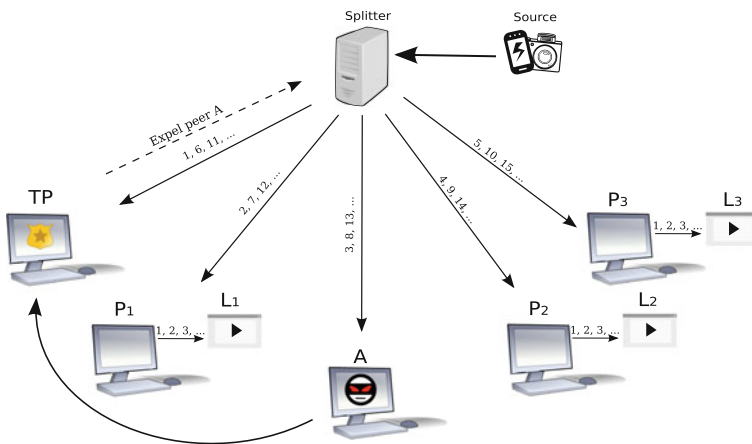 Splitter
Source
Expel peer A
1, 6, 11, ...
2, 7, 12, ...
3, 8, 13, ...
4, 9, 14, ...
5, 10, 15, ...
TP
P3
1, 2, 3, ...
L3
P1
1, 2, 3, ...
L1
A
P2
1, 2, 3, ...
L2